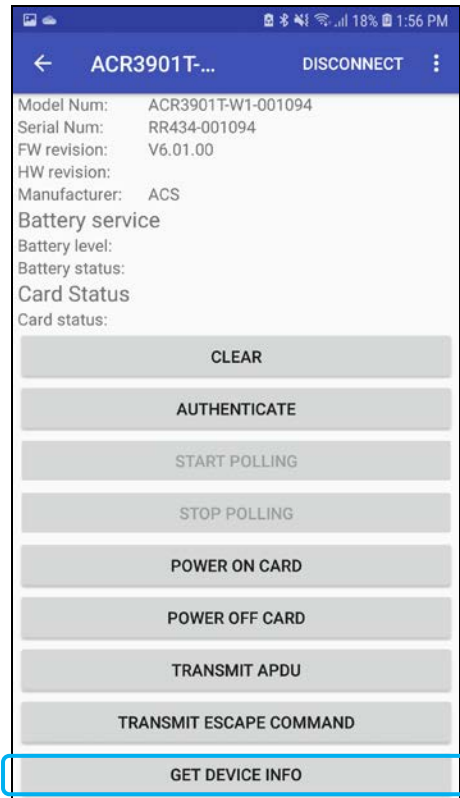 18% 1:56 PM
ACR3901T-... DISCONNECT
Model Num: ACR3901T-W1-001094
Serial Num: RR434-001094
FW revision: V6.01.00
HW revision:
Manufacturer: ACS
Battery service
Battery level:
Battery status:
Card Status
Card status:
CLEAR
AUTHENTICATE
START POLLING
STOP POLLING
POWER ON CARD
POWER OFF CARD
TRANSMIT APDU
TRANSMIT ESCAPE COMMAND
GET DEVICE INFO